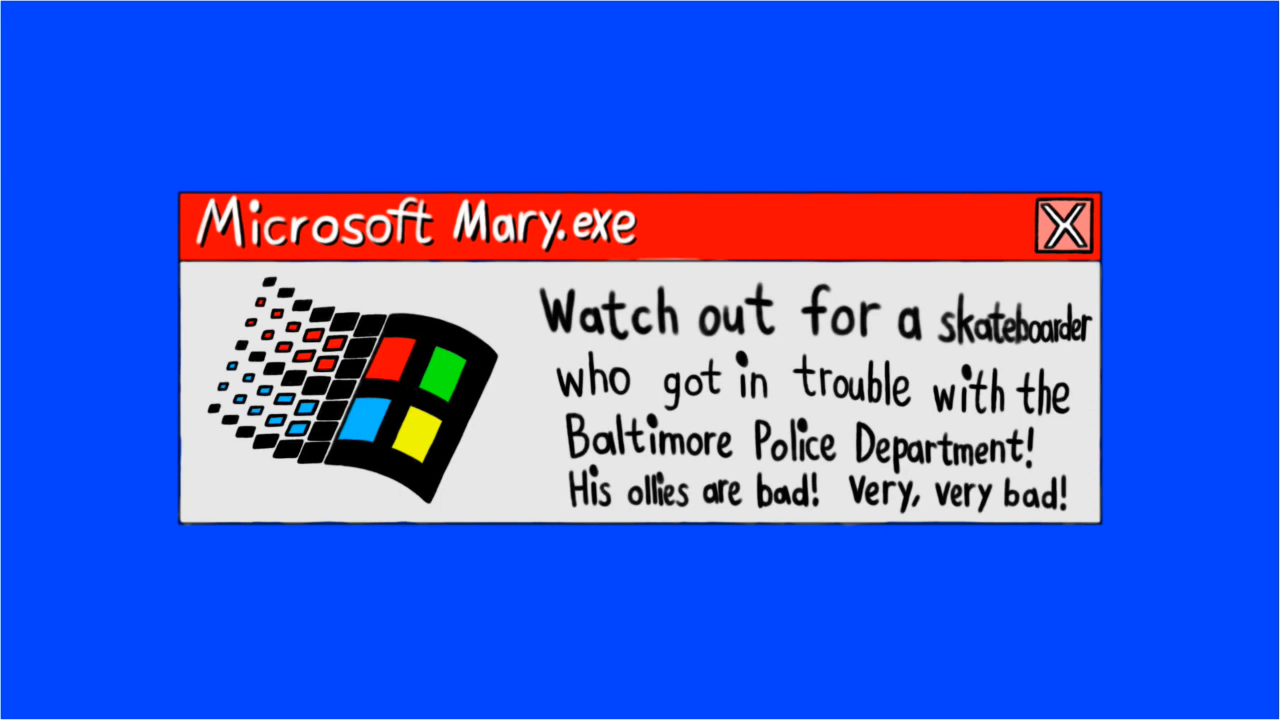 Microsoft Mary.exe
X
Watch out for a skateboarder
who got in trouble with the
Baltimore Police Department!
His ollies are bad! Very, very bad!